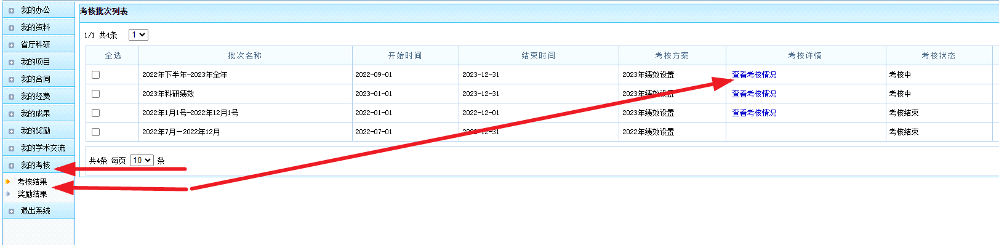 我的办公
我的资料
省厅科研
我的项目
我的合同
我的经费
我的成果
我的奖励
我的学术交流
我的考核
考核结果
奖励结果
退出系统
考核批次列表
1/1 共4条 1
全选 批次名称 开始时间 结束时间 考核方案 考核详情 考核状态
2022年下半年-2023年全年 2022-09-01 2023-12-31 2023年绩效设置 查看考核情况 考核中
2023年科研绩效 2023-01-01 2023-12-31 2023年绩效设置 查看考核情况 考核中
2022年1月1号-2022年12月1号 2022-01-01 2022-12-01 2023年绩效设置 查看考核情况 考核结束
2022年7月—2022年12月 2022-07-01 2022-12-31 2022年绩效设置 考核结束
共4条 每页 10 条